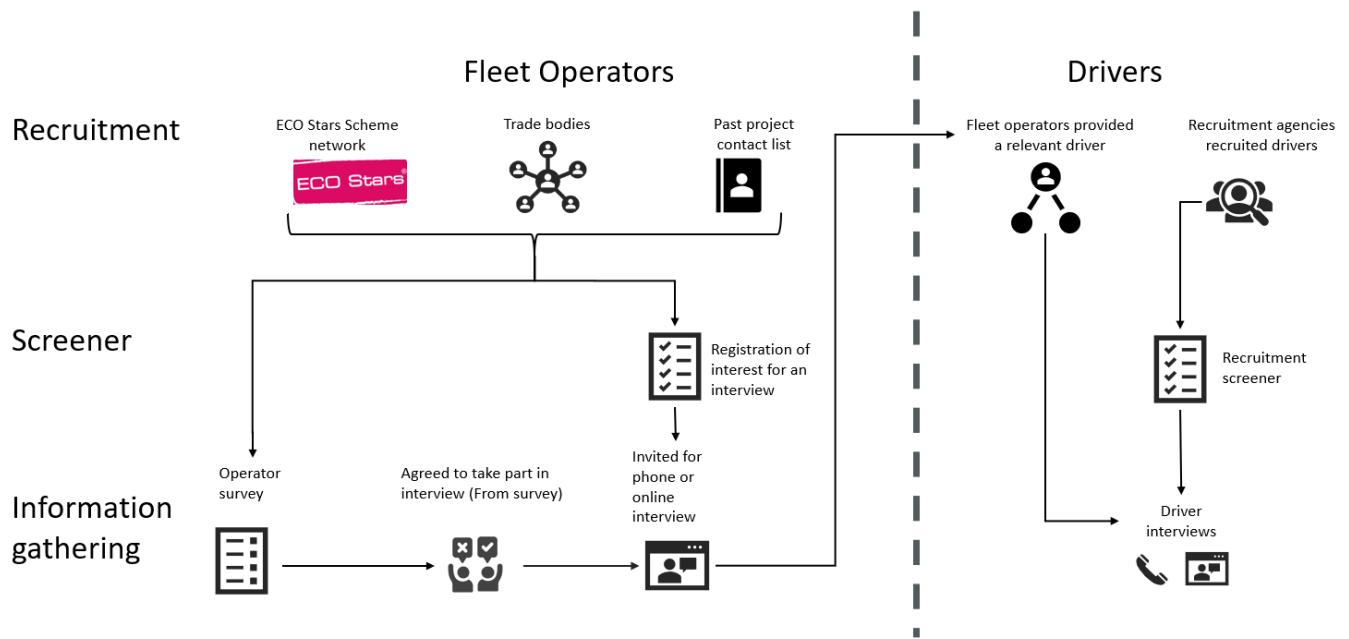 Fleet Operators
Drivers
Recruitment
ECO Stars Scheme
network
ECO Stars®
Trade bodies
Past project
contact list
Fleet operators provided
a relevant driver
Recruitment agencies
recruited drivers
Screener
Registration of
interest for an
interview
Recruitment
screener
Information
gathering
Operator
survey
Agreed to take part in
interview (From survey)
Invited for
phone or
online
interview
Driver
interviews